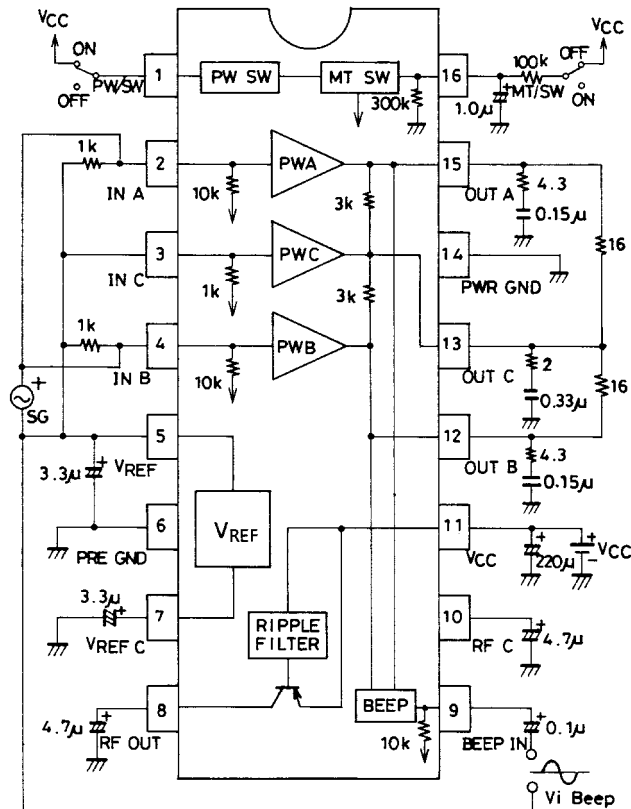 VCC VCC
ON 100k OFF
1 PW SW MT SW 16
PW/SW 300k 1.0μ + MT/SW
OFF ON
1k 2 PWA 15
IN A 10k 3k OUT A 4.3
0.15μ
3 PWC 14 16
IN C 1k 3k PWR GND
1k 4 PWB 13
IN B 10k OUT C 2 16
+ 0.33μ
SG 5 12
3.3μ + VREF OUT B 4.3
0.15μ
6 VREF 11
PRE GND VCC + 220μ + - VCC
3.3μ + 7 RIPPLE FILTER 10
VREF C RF C + 4.7μ
8 BEEP 9
4.7μ + RF OUT 10k BEEP IN + 0.1μ
Vi Beep